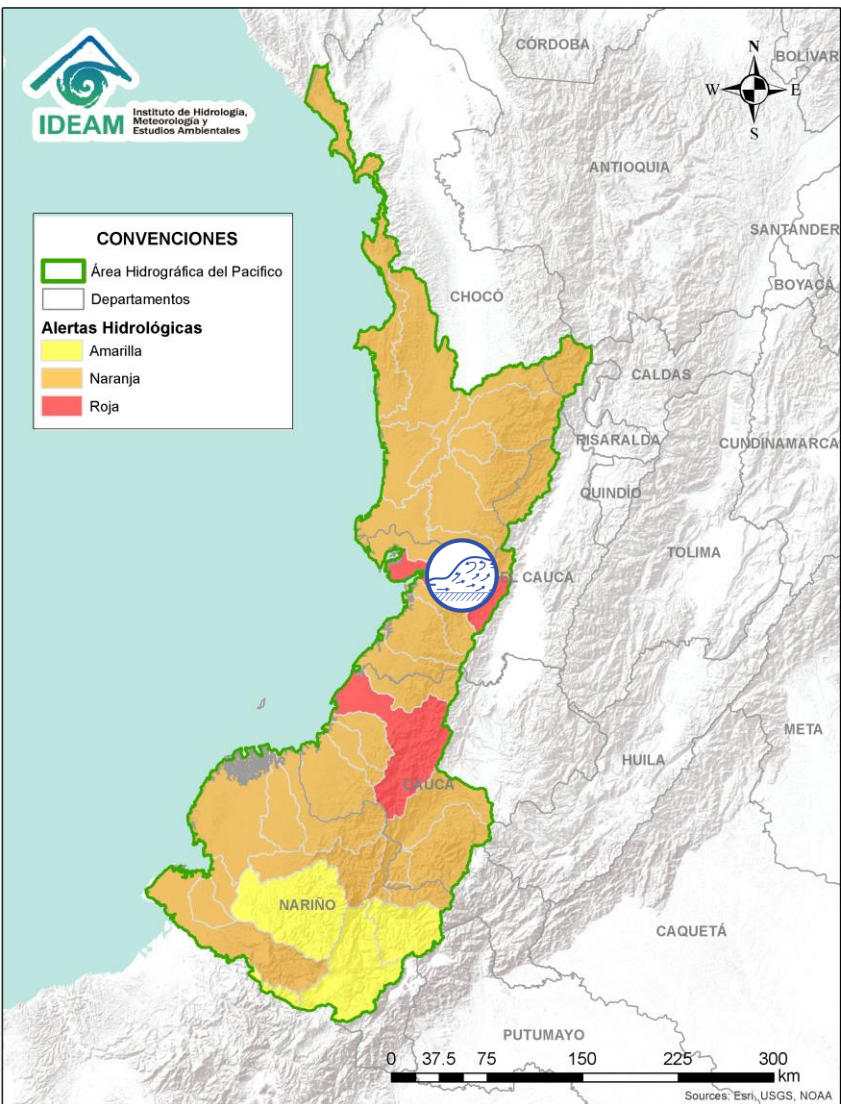 IDEAM
Instituto de Hidrología,
Meteorología y
Estudios Ambientales
CÓRDOBA
N
BOLÍVAR
W
E
S
ANTIOQUIA
SANTANDER
CONVENCIONES
Área Hidrográfica del Pacifico
Departamentos
Alertas Hidrológicas
Amarilla
Naranja
Roja
BOYACÁ
CHOCÓ
CALDAS
RISARALDA
CUNDINAMARCA
QUINDÍO
TOLIMA
EL CAUCA
META
HUILA
CAUCA
NARIÑO
CAQUETÁ
PUTUMAYO
0 37.5 75 150 225 300
km
Sources: Esri, USGS, NOAA